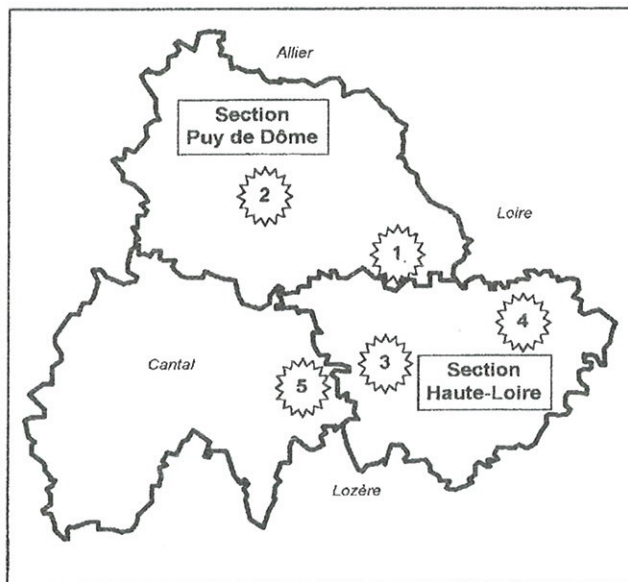 Allier
Section
Puy de Dôme
2
Loire
1
4
Cantal
3
5
Section
Haute-Loire
Lozère